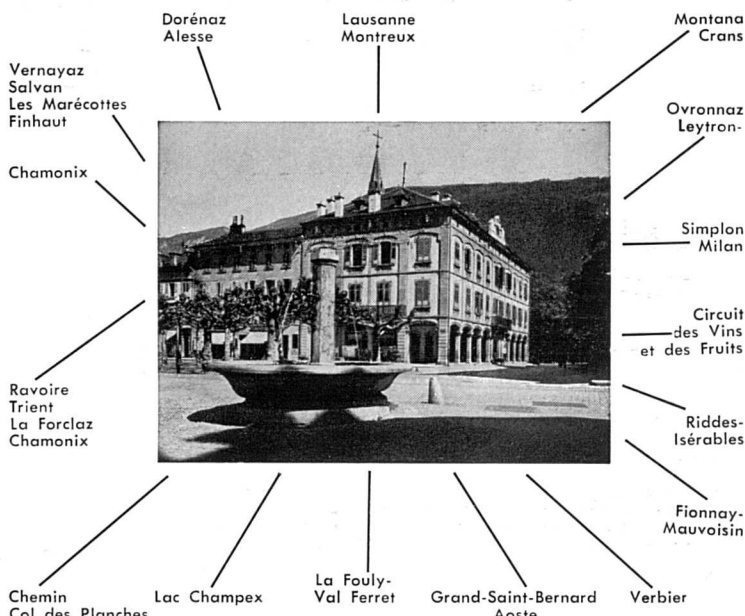 Dorénaz
Alesse
Lausanne
Montreux
Montana
Crans
Vernayaz
Salvan
Les Marécottes
Finhaut
Ovronnaz
Leytron-
Chamonix
Simplon
Milan
Circuit
des Vins
et des Fruits
Ravoire
Trient
La Forclaz
Chamonix
Riddes-
Isérables
Fionnay-
Mauvoisin
Chemin
Col des Planches
Lac Champex
La Fouly-
Val Ferret
Grand-Saint-Bernard
Aoste
Verbier